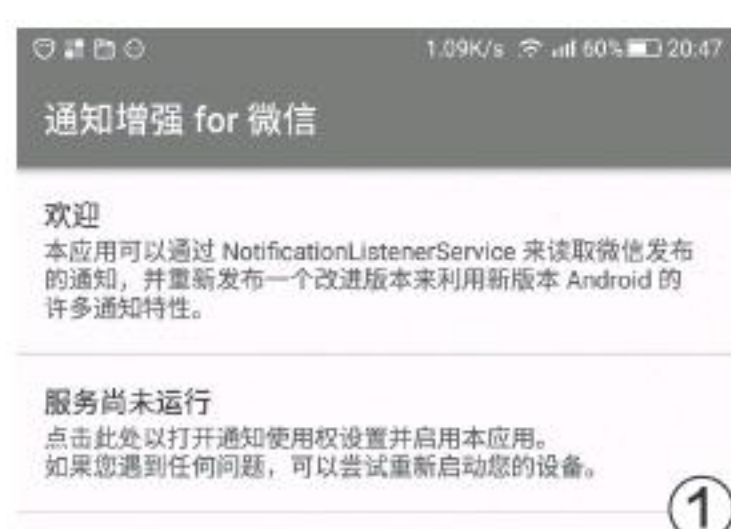 1.09K/s 60% 20:47
通知增强 for 微信
欢迎
本应用可以通过 NotificationListenerService 来读取微信发布
的通知，并重新发布一个改进版本来利用新版本 Android 的
许多通知特性。
服务尚未运行
点击此处以打开通知使用权设置并启用本应用。
如果您遇到任何问题，可以尝试重新启动您的设备。
①